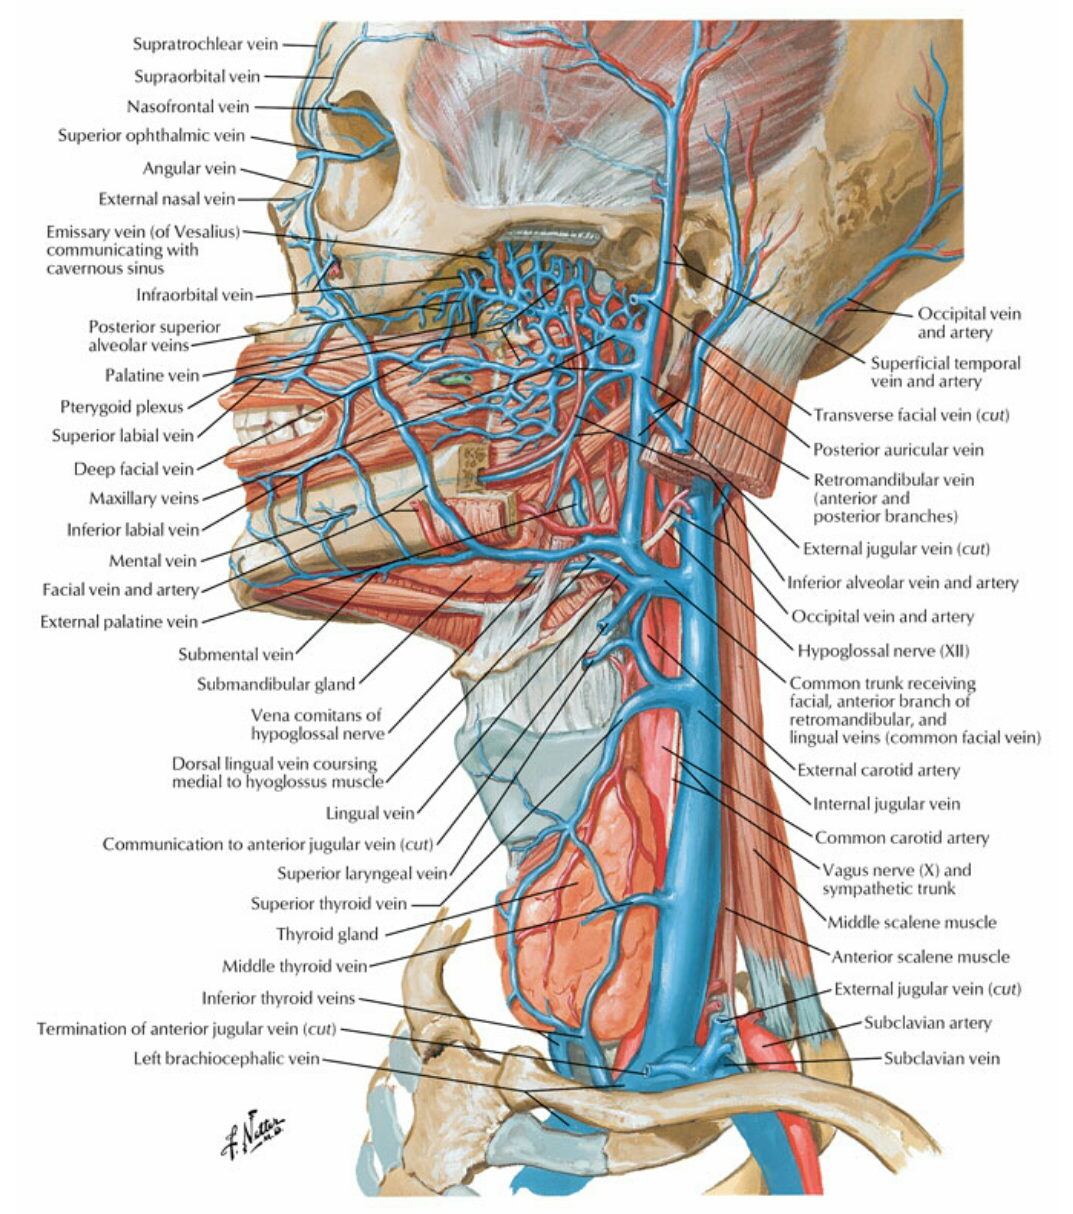 Supratrochlear vein
Supraorbital vein
Nasofrontal vein
Superior ophthalmic vein
Angular vein
External nasal vein
Emissary vein (of Vesalius)
communicating with
cavernous sinus
Infraorbital vein
Posterior superior
alveolar veins
Palatine vein
Pterygoid plexus
Superior labial vein
Deep facial vein
Maxillary veins
Inferior labial vein
Mental vein
Facial vein and artery
External palatine vein
Submental vein
Submandibular gland
Vena comitans of
hypoglossal nerve
Dorsal lingual vein coursing
medial to hyoglossus muscle
Lingual vein
Communication to anterior jugular vein (cut)
Superior laryngeal vein
Superior thyroid vein
Thyroid gland
Middle thyroid vein
Inferior thyroid veins
Termination of anterior jugular vein (cut)
Left brachiocephalic vein
Occipital vein
and artery
Superficial temporal
vein and artery
Transverse facial vein (cut)
Posterior auricular vein
Retromandibular vein
(anterior and
posterior branches)
External jugular vein (cut)
Inferior alveolar vein and artery
Occipital vein and artery
Hypoglossal nerve (XII)
Common trunk receiving
facial, anterior branch of
retromandibular, and
lingual veins (common facial vein)
External carotid artery
Internal jugular vein
Common carotid artery
Vagus nerve (X) and
sympathetic trunk
Middle scalene muscle
Anterior scalene muscle
External jugular vein (cut)
Subclavian artery
Subclavian vein
F. Netter
M.D.